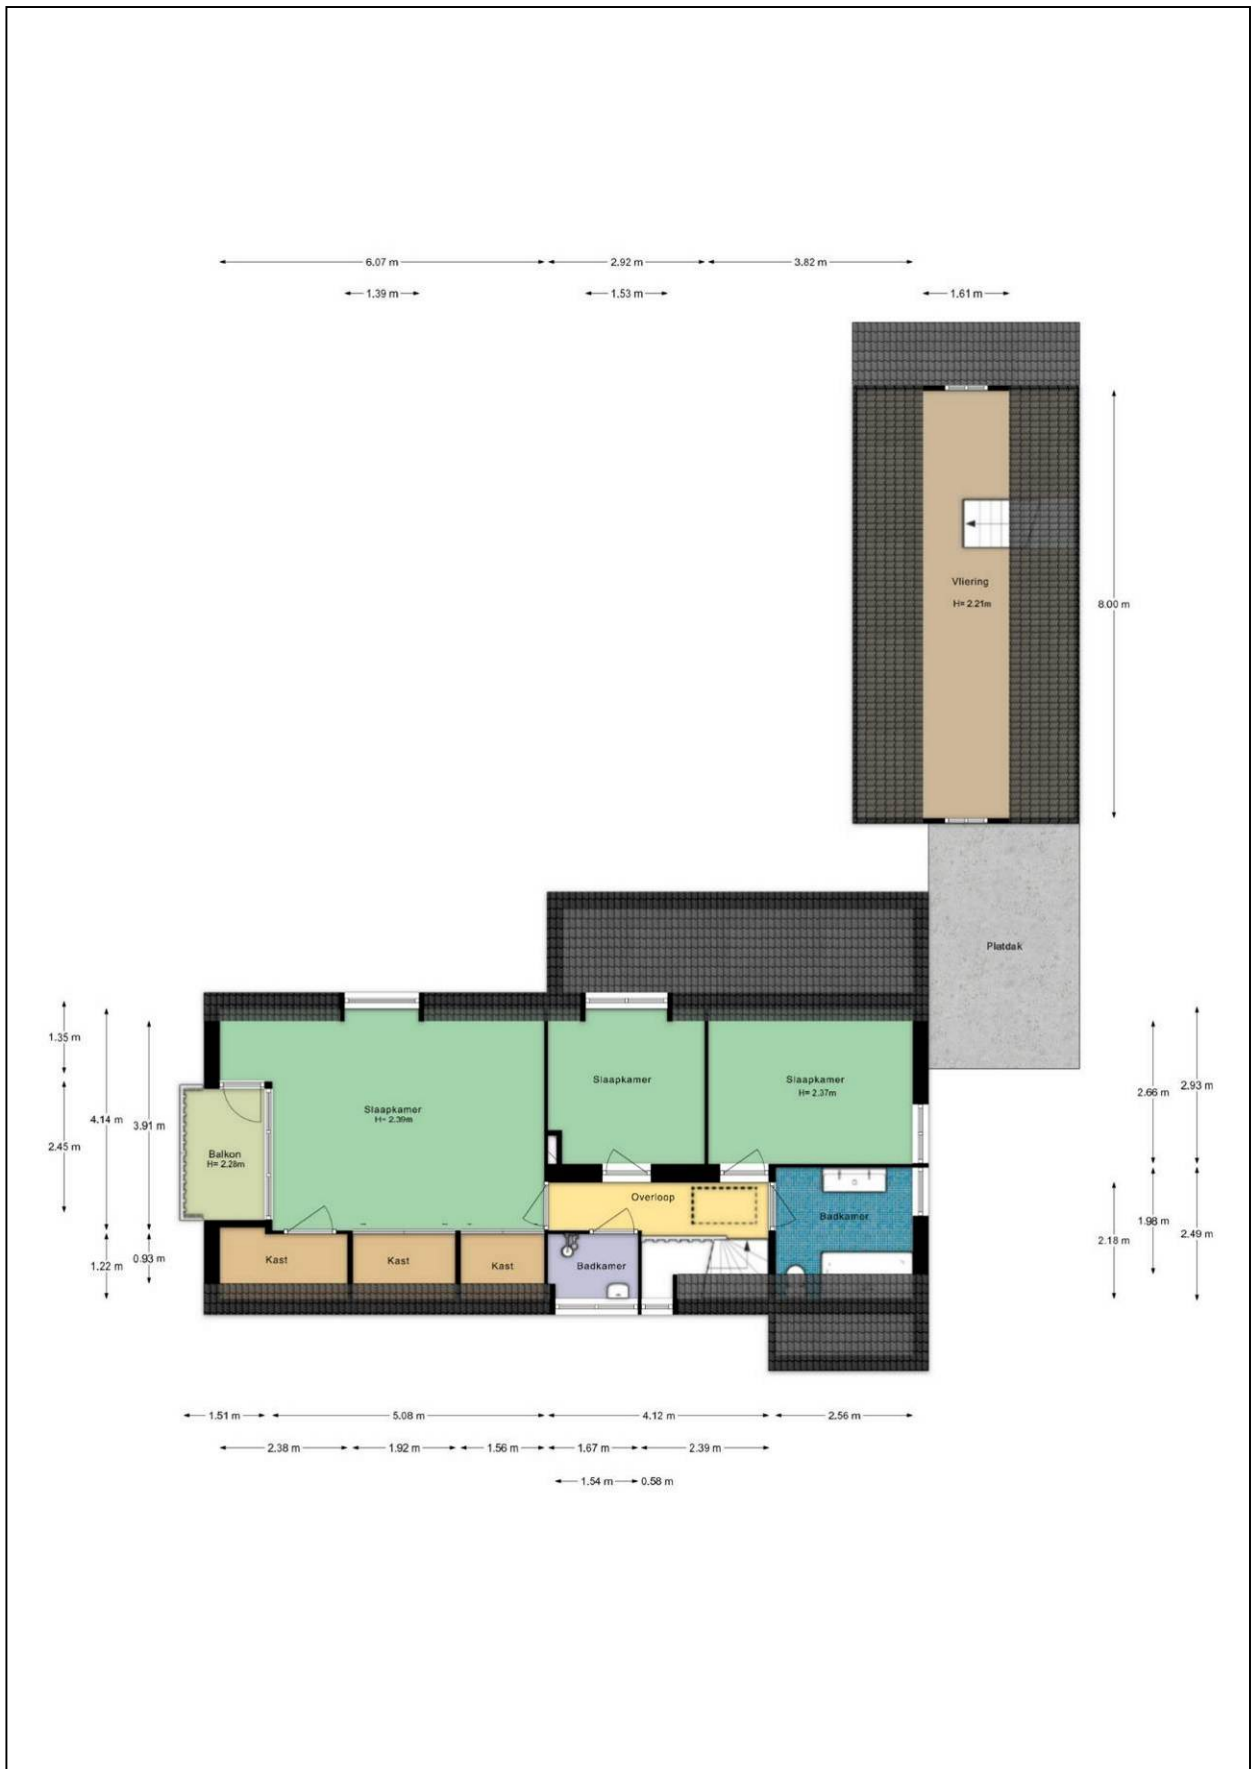 6.07 m
2.92 m
3.82 m
1.39 m
1.53 m
1.61 m
Vliering
H= 2.21m
8.00 m
Platdak
1.35 m
4.14 m
3.91 m
2.45 m
1.22 m
0.93 m
Slaapkamer
H= 2.39m
Slaapkamer
Slaapkamer
H= 2.37m
Balkon
H= 2.28m
Overloop
Badkamer
Kast
Kast
Kast
Badkamer
2.66 m
2.93 m
2.18 m
1.98 m
2.49 m
1.51 m
5.08 m
4.12 m
2.56 m
2.38 m
1.92 m
1.56 m
1.67 m
2.39 m
1.54 m
0.58 m